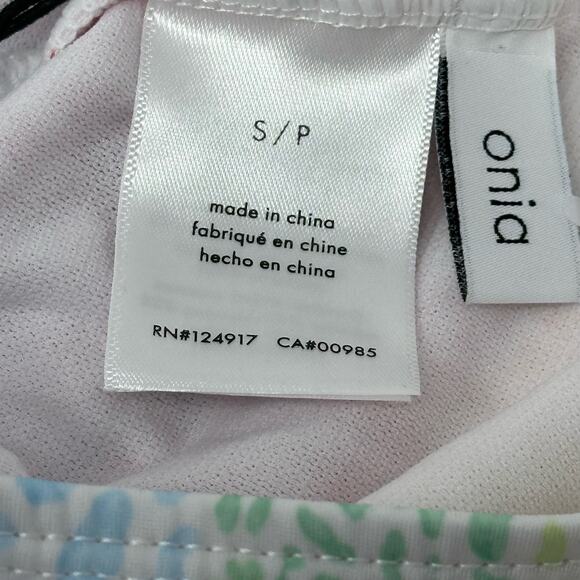 S/P
made in china
fabriqué en chine
hecho en china
RN#124917 CA#00985
onia